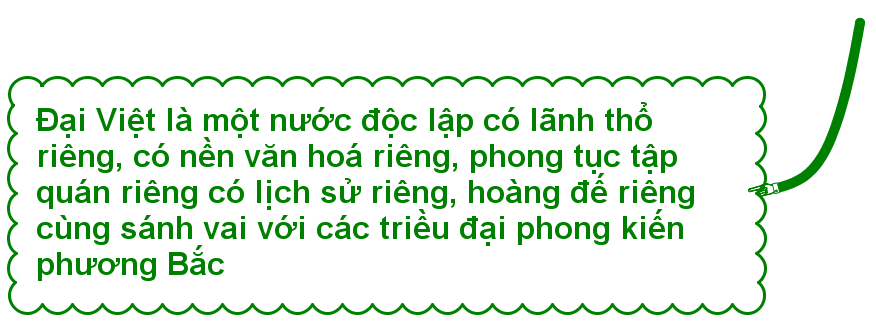 Đại Việt là một nước độc lập có lãnh thổ
riêng, có nền văn hoá riêng, phong tục tập
quán riêng có lịch sử riêng, hoàng đế riêng
cùng sánh vai với các triều đại phong kiến
phương Bắc